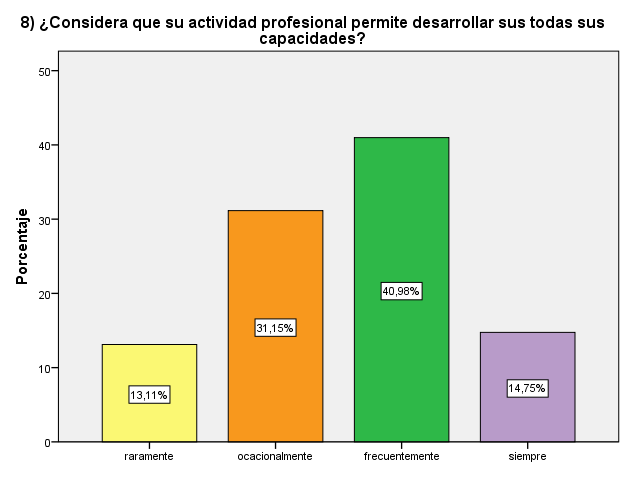 8) ¿Considera que su actividad profesional permite desarrollar sus todas sus
capacidades?
50
40
30
20
10
0
Porcentaje
13,11%
31,15%
40,98%
14,75%
raramente
ocacionalmente
frecuentemente
siempre